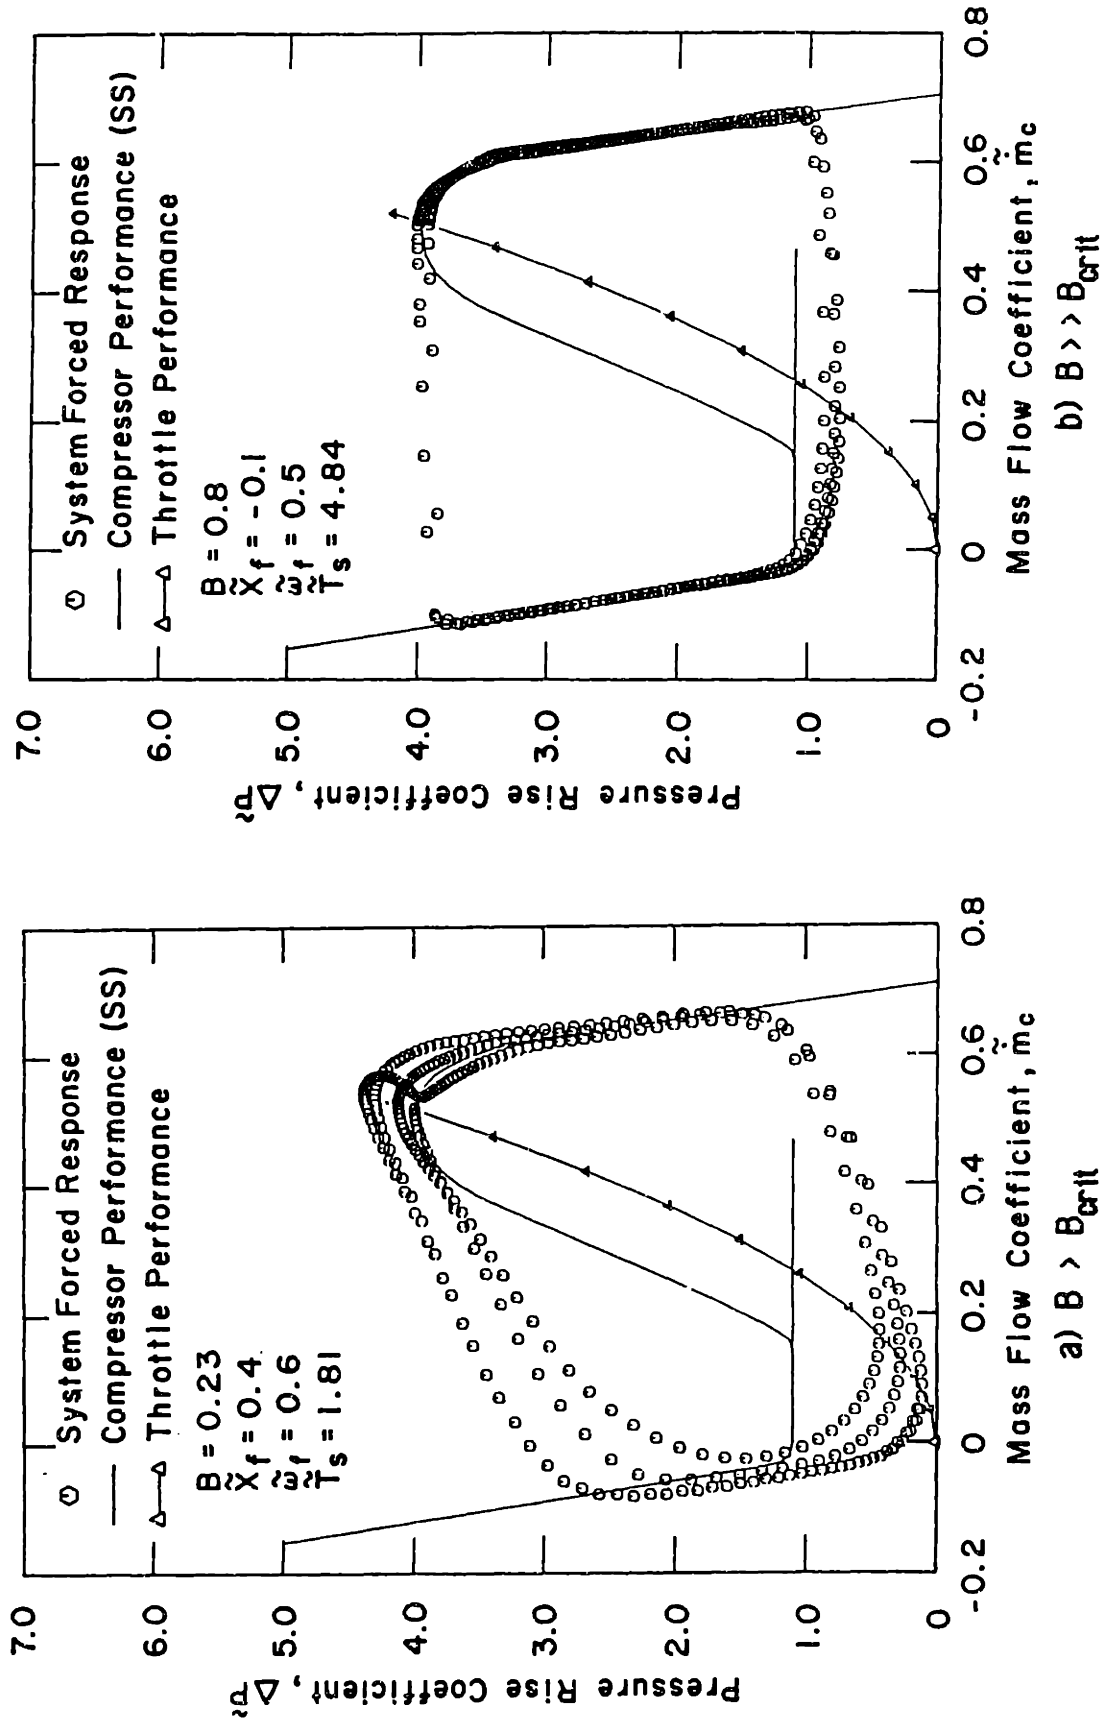 7.0
6.0
5.0
4.0
3.0
2.0
1.0
0
Pressure Rise Coefficient, ΔP̃
System Forced Response
Compressor Performance (SS)
Throttle Performance
B = 0.23
X̃f = 0.4
ω̃f = 0.6
T̃s = 1.81
-0.2 0 0.2 0.4 0.6 0.8
Mass Flow Coefficient, ṁ̃c
a) B > Bcrit
7.0
6.0
5.0
4.0
3.0
2.0
1.0
0
Pressure Rise Coefficient, ΔP̃
System Forced Response
Compressor Performance (SS)
Throttle Performance
B = 0.8
X̃f = -0.1
ω̃f = 0.5
T̃s = 4.84
-0.2 0 0.2 0.4 0.6 0.8
Mass Flow Coefficient, ṁ̃c
b) B >> Bcrit